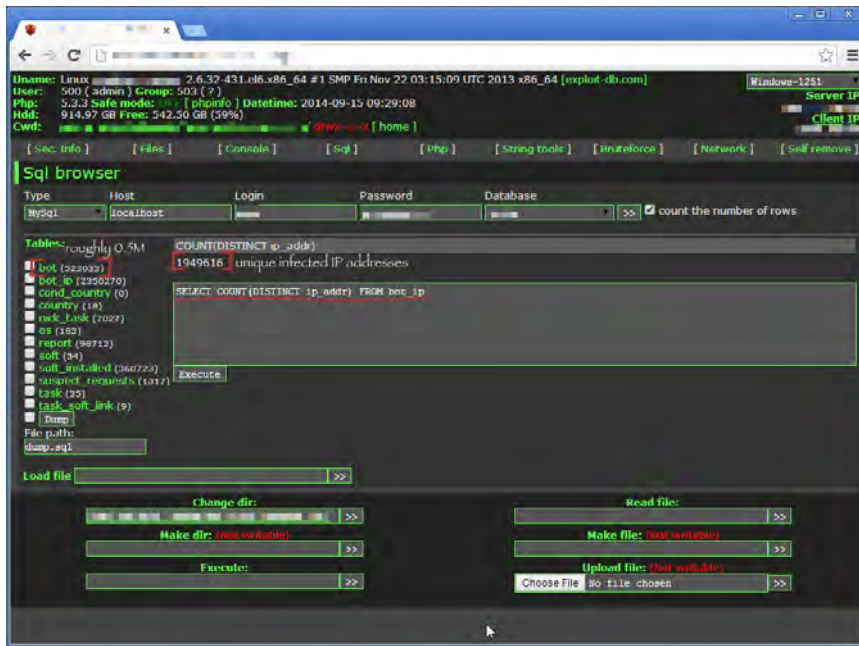 Uname: Linux 2.6.32-431.el6.x86_64 #1 SMP Fri Nov 22 03:15:09 UTC 2013 x86_64 [exploit-db.com] Windows-1251
User: 500 ( admin ) Group: 503 ( ? ) Server IP
Php: 5.3.3 Safe mode: [ phpinfo ] Datetime: 2014-09-15 09:29:08
Hdd: 914.97 GB Free: 542.50 GB (59%) Client IP
Cwd: drwx--x--x [ home ]
[ Sec. Info ] [ Files ] [ Console ] [ Sql ] [ Php ] [ String tools ] [ Bruteforce ] [ Network ] [ Self remove ]
Sql browser
Type Host Login Password Database
MySql localhost >> count the number of rows
Tables: roughly 0.5M COUNT(DISTINCT ip_addr)
bot (523033) 1949616 unique infected IP addresses
bot_ip (2350270)
cond_country (0) SELECT COUNT(DISTINCT ip_addr) FROM bot_ip
country (18)
nick_task (7027)
os (183)
report (98712)
soft (54)
soft_installed (360723)
suspect_requests (1317) Execute
task (35)
task_soft_link (9)
Dump
File path:
dump.sql
Load file >>
Change dir: Read file:
>> >>
Make dir: (Not writable) Make file: (Not writable)
>> >>
Execute: Upload file: (Not writable)
>> Choose File No file chosen >>